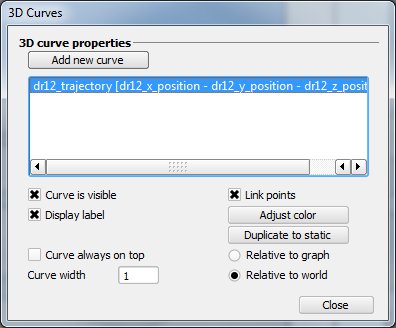 3D Curves
3D curve properties
Add new curve
dr12_trajectory [dr12_x_position - dr12_y_position - dr12_z_posit
Curve is visible
Link points
Display label
Adjust color
Duplicate to static
Curve always on top
Relative to graph
Curve width 1
Relative to world
Close